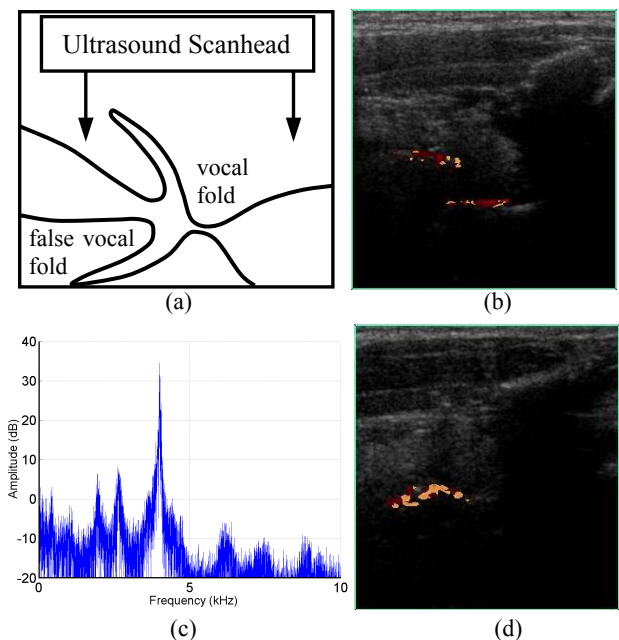 Ultrasound Scanhead
vocal
fold
false vocal
fold
(a)
(b)
40
30
20
10
0
-10
-20
Amplitude (dB)
0
5
10
Frequency (kHz)
(c)
(d)